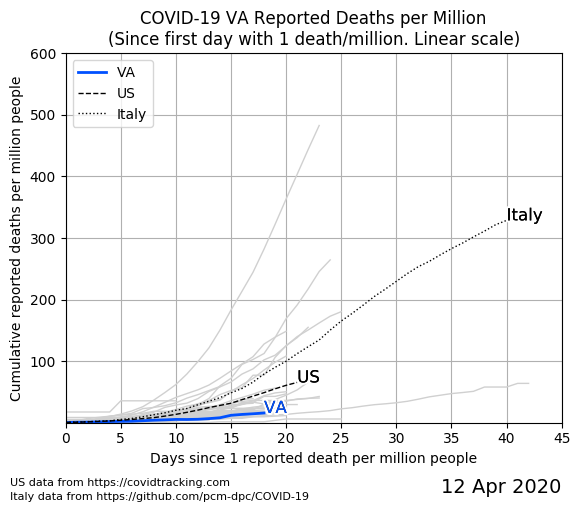 COVID-19 VA Reported Deaths per Million
(Since first day with 1 death/million. Linear scale)
Cumulative reported deaths per million people
600
500
400
300
200
100
VA
US
Italy
Italy
US
VA
0 5 10 15 20 25 30 35 40 45
Days since 1 reported death per million people
US data from https://covidtracking.com
Italy data from https://github.com/pcm-dpc/COVID-19
12 Apr 2020